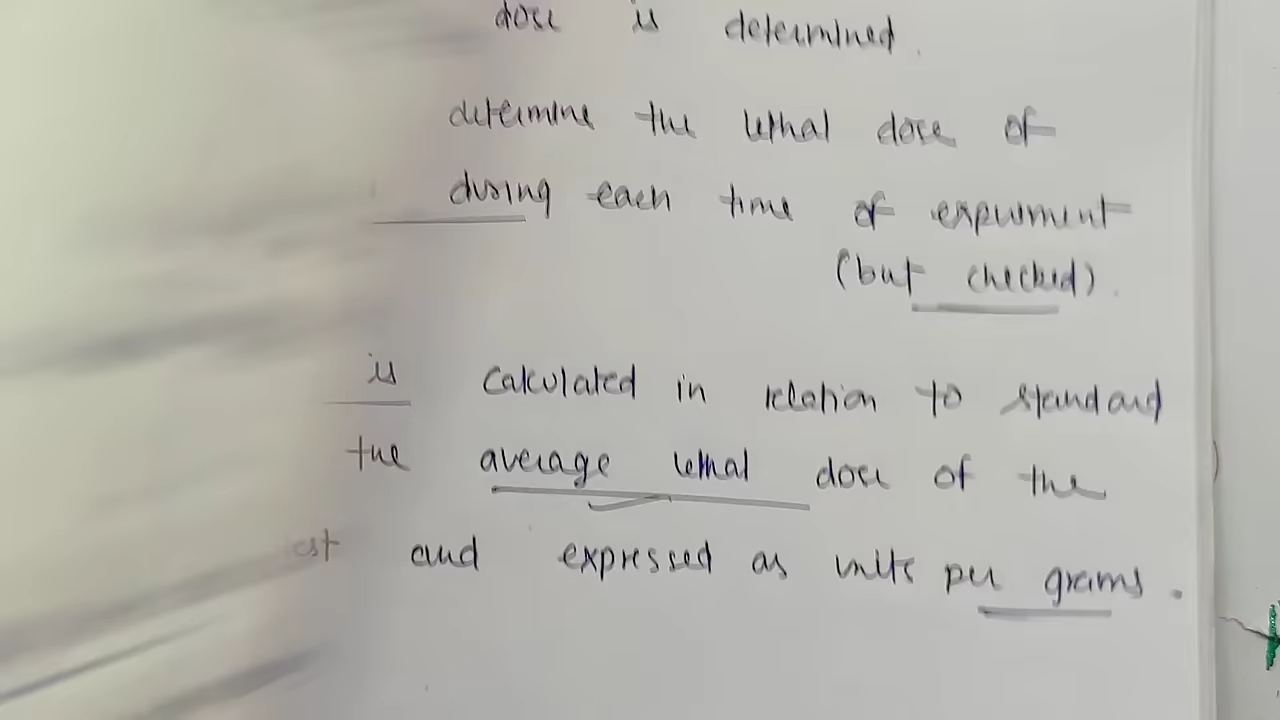 dose is determined.
determine the lethal dose of
during each time of experiment
(but checked).
is calculated in relation to standard
the average lethal dose of the
est and expressed as units per grams.